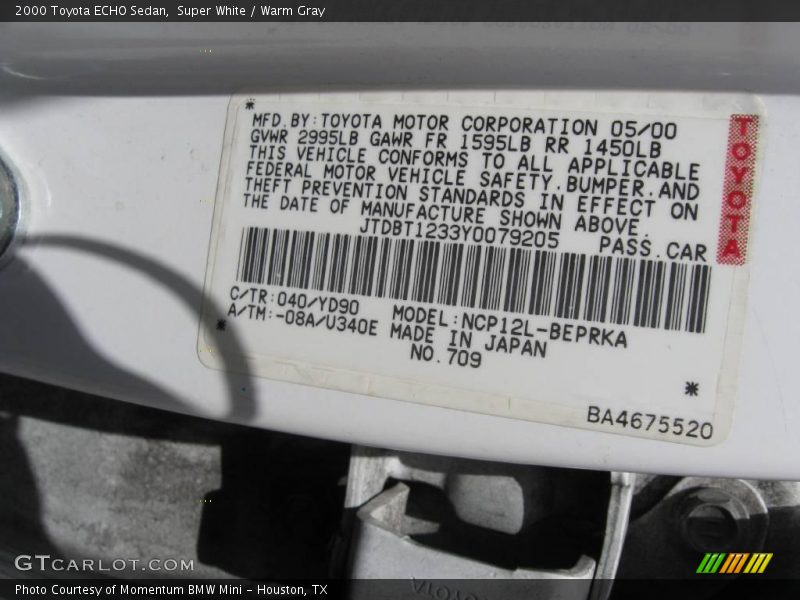 2000 Toyota ECHO Sedan, Super White / Warm Gray
* MFD.BY:TOYOTA MOTOR CORPORATION 05/00
GVWR 2995LB GAWR FR 1595LB RR 1450LB
THIS VEHICLE CONFORMS TO ALL APPLICABLE
FEDERAL MOTOR VEHICLE SAFETY.BUMPER.AND
THEFT PREVENTION STANDARDS IN EFFECT ON
THE DATE OF MANUFACTURE SHOWN ABOVE.
JTDBT1233Y0079205 PASS.CAR
TOYOTA
C/TR:040/YD90 MODEL:NCP12L-BEPRKA
A/TM:-08A/U340E MADE IN JAPAN
* NO.709 *
BA4675520
TOYOTA
GTCARLOT.COM
Photo Courtesy of Momentum BMW Mini - Houston, TX